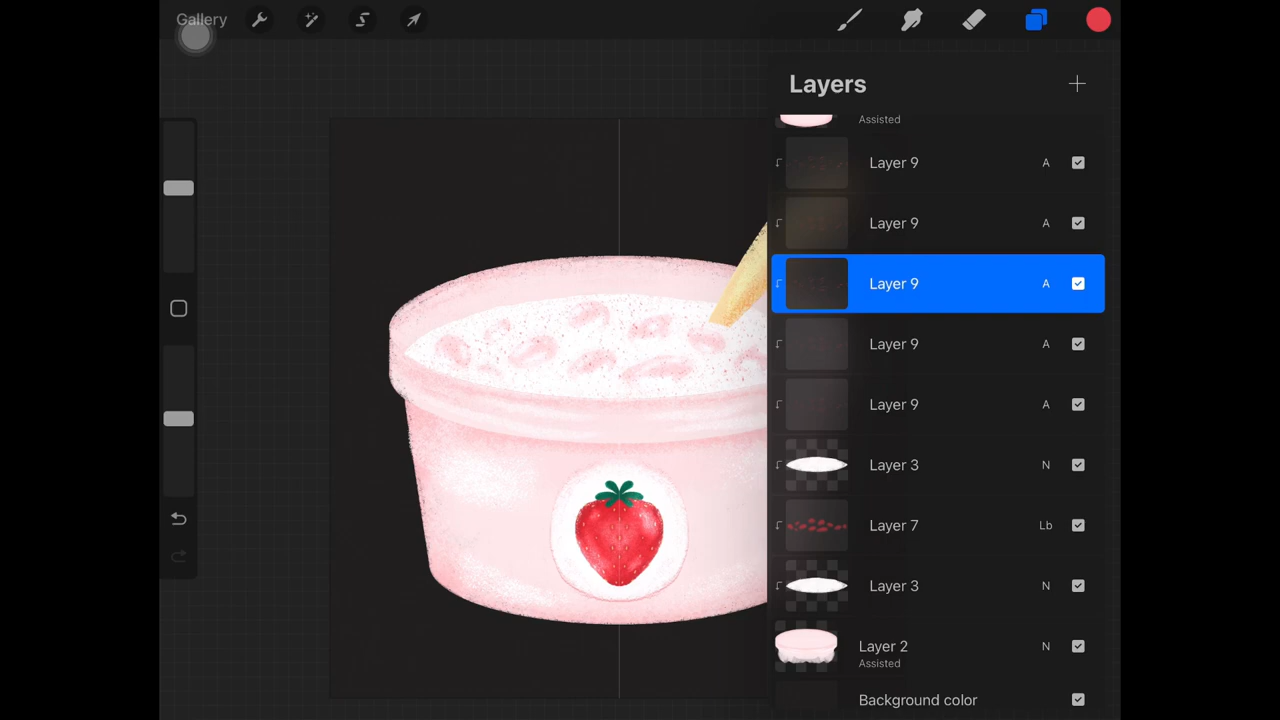 Gallery
Layers
Assisted
Layer 9 A
Layer 9 A
Layer 9 A
Layer 9 A
Layer 9 A
Layer 3 N
Layer 7 Lb
Layer 3 N
Layer 2 N
Assisted
Background color